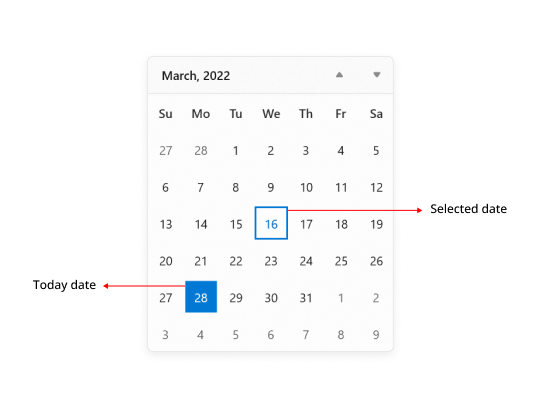 March, 2022
Su Mo Tu We Th Fr Sa
27 28 1 2 3 4 5
6 7 8 9 10 11 12
13 14 15 16 17 18 19
Selected date
20 21 22 23 24 25 26
Today date
27 28 29 30 31 1 2
3 4 5 6 7 8 9